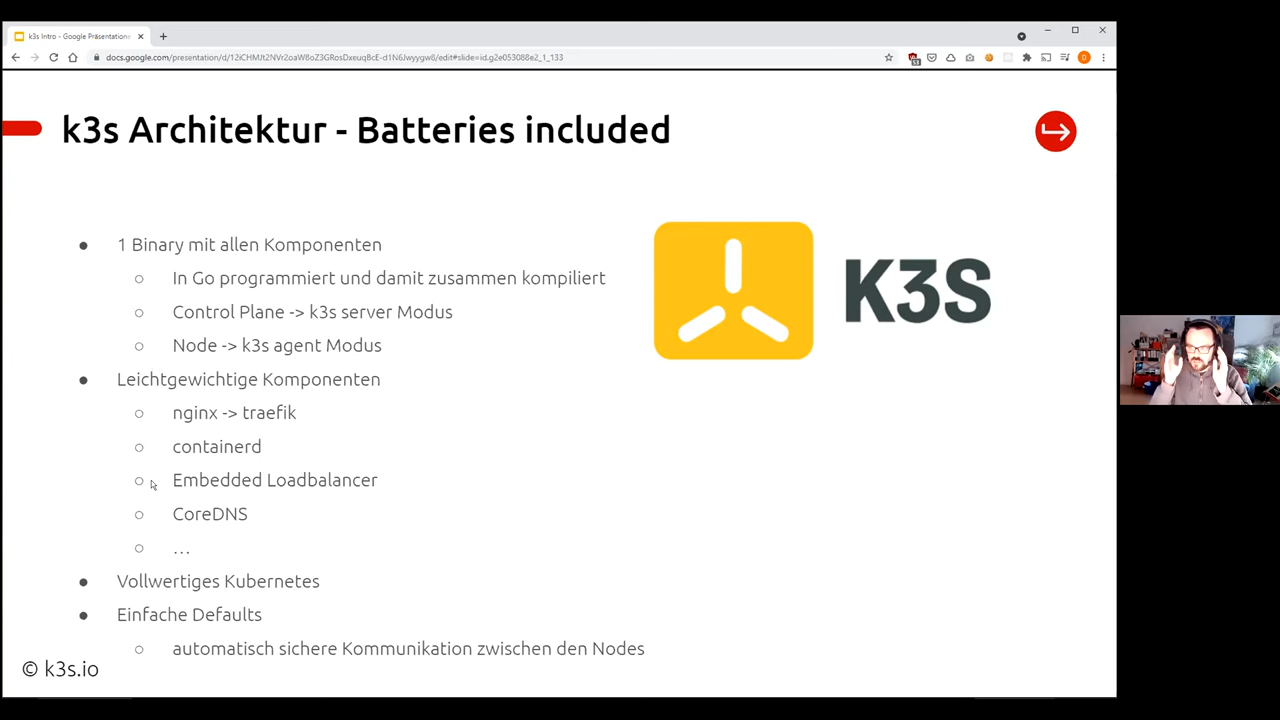 k3s Intro - Google Präsentationen
docs.google.com/presentation/d/12iCHMJt2NVr2oaW8oZ3GRosDxeuqBcE-d1N6Jwyygw8/edit#slide=id.g2e053088e2_1_133
D
k3s Architektur - Batteries included
● 1 Binary mit allen Komponenten
○ In Go programmiert und damit zusammen kompiliert
○ Control Plane -> k3s server Modus
○ Node -> k3s agent Modus
● Leichtgewichtige Komponenten
○ nginx -> traefik
○ containerd
○ Embedded Loadbalancer
○ CoreDNS
○ …
● Vollwertiges Kubernetes
● Einfache Defaults
○ automatisch sichere Kommunikation zwischen den Nodes
K3S
© k3s.io